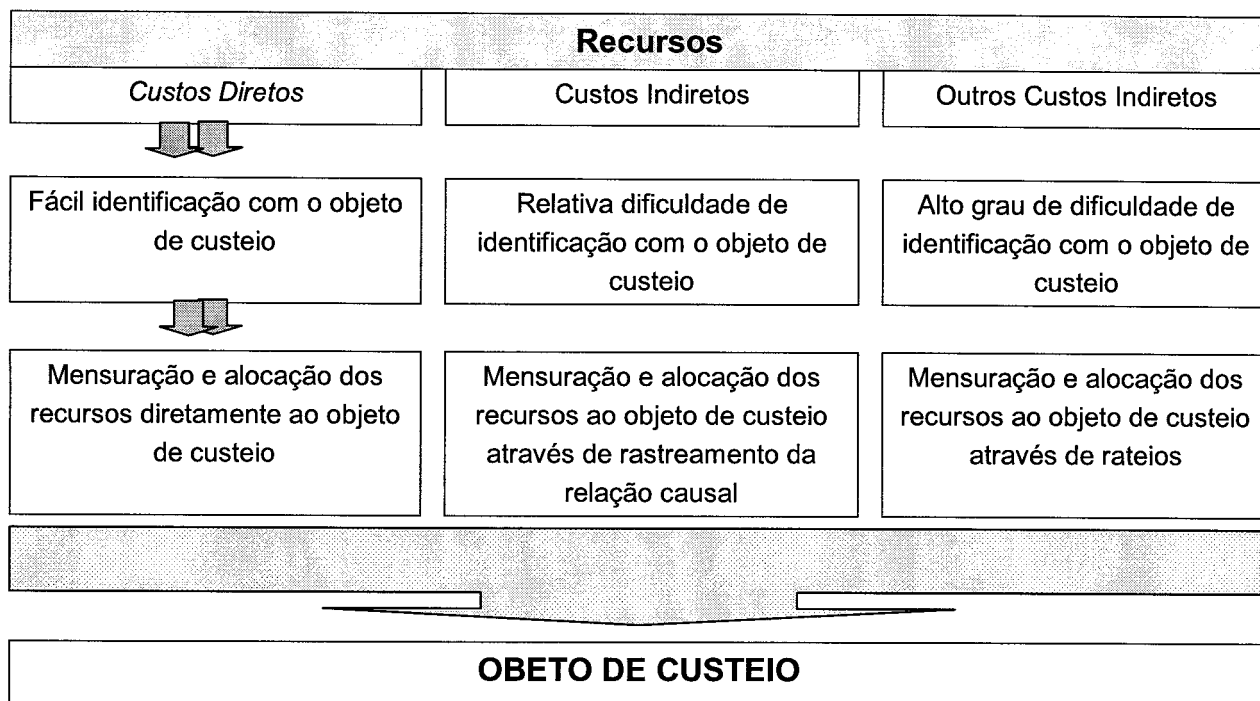 Recursos
Custos Diretos
Custos Indiretos
Outros Custos Indiretos
Fácil identificação com o objeto
de custeio
Relativa dificuldade de
identificação com o objeto de
custeio
Alto grau de dificuldade de
identificação com o objeto de
custeio
Mensuração e alocação dos
recursos diretamente ao objeto
de custeio
Mensuração e alocação dos
recursos ao objeto de custeio
através de rastreamento da
relação causal
Mensuração e alocação dos
recursos ao objeto de custeio
através de rateios
OBETO DE CUSTEIO